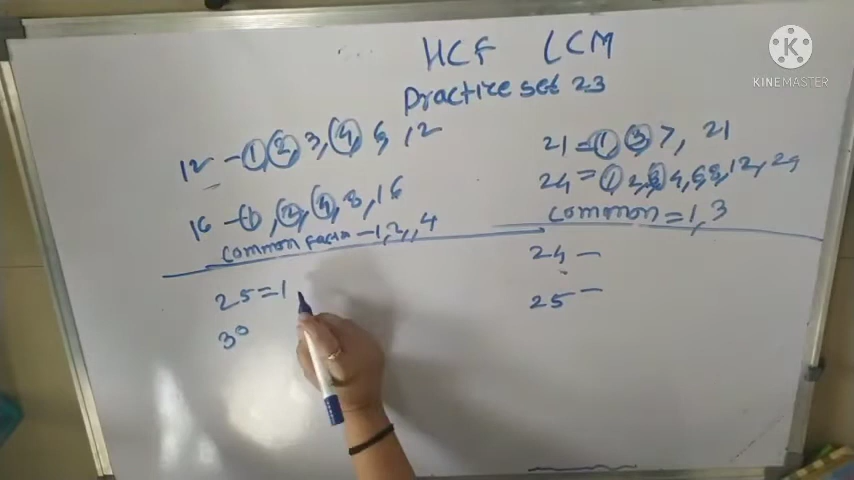 HCF LCM
Practice set 23
12 - 1, 2, 3, 4, 6, 12
16 - 1, 2, 4, 8, 16
common factor - 1, 2, , 4
21 = 1, 3, 7, 21
24 = 1, 2, 3, 4, 6, 8, 12, 24
common = 1, 3
25 = 1
30
24 -
25 -
K
KINEMASTER